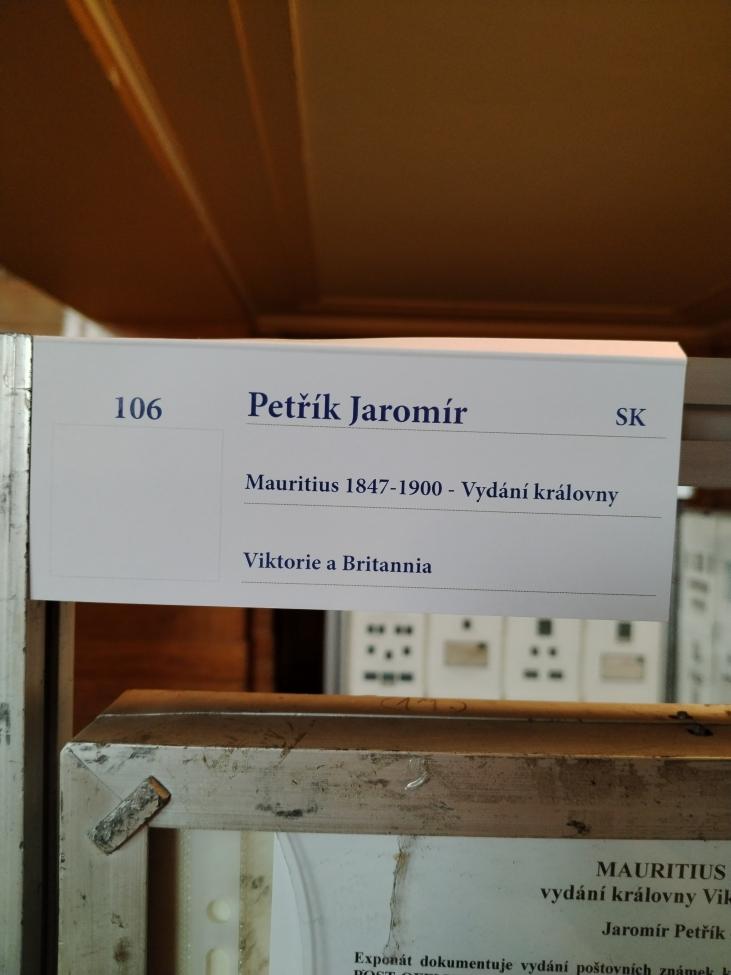 106
Petřík Jaromír
SK
Mauritius 1847-1900 - Vydání královny
Viktorie a Britannia
MAURITIUS
vydání královny
Jaromír Petřík
Exponát dokumentuje vydání poštovních známek